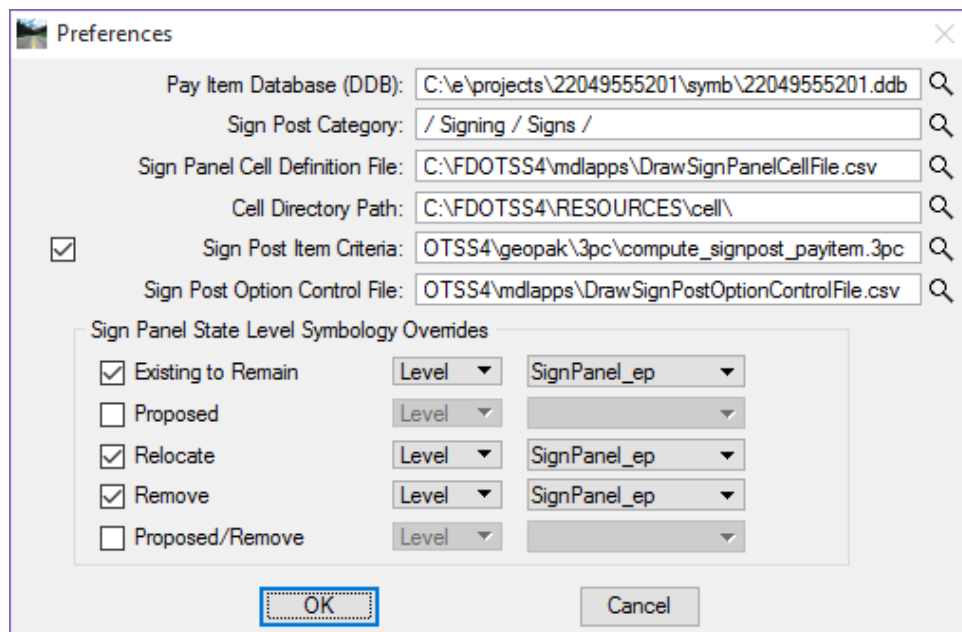 Preferences
Pay Item Database (DDB): C:\e\projects\22049555201\symb\22049555201.ddb
Sign Post Category: / Signing / Signs /
Sign Panel Cell Definition File: C:\FDOTSS4\mdlapps\DrawSignPanelCellFile.csv
Cell Directory Path: C:\FDOTSS4\RESOURCES\cell\
Sign Post Item Criteria: OTSS4\geopak\3pc\compute_signpost_payitem.3pc
Sign Post Option Control File: OTSS4\mdlapps\DrawSignPostOptionControlFile.csv
Sign Panel State Level Symbology Overrides
Existing to Remain Level SignPanel_ep
Proposed Level
Relocate Level SignPanel_ep
Remove Level SignPanel_ep
Proposed/Remove Level
OK Cancel